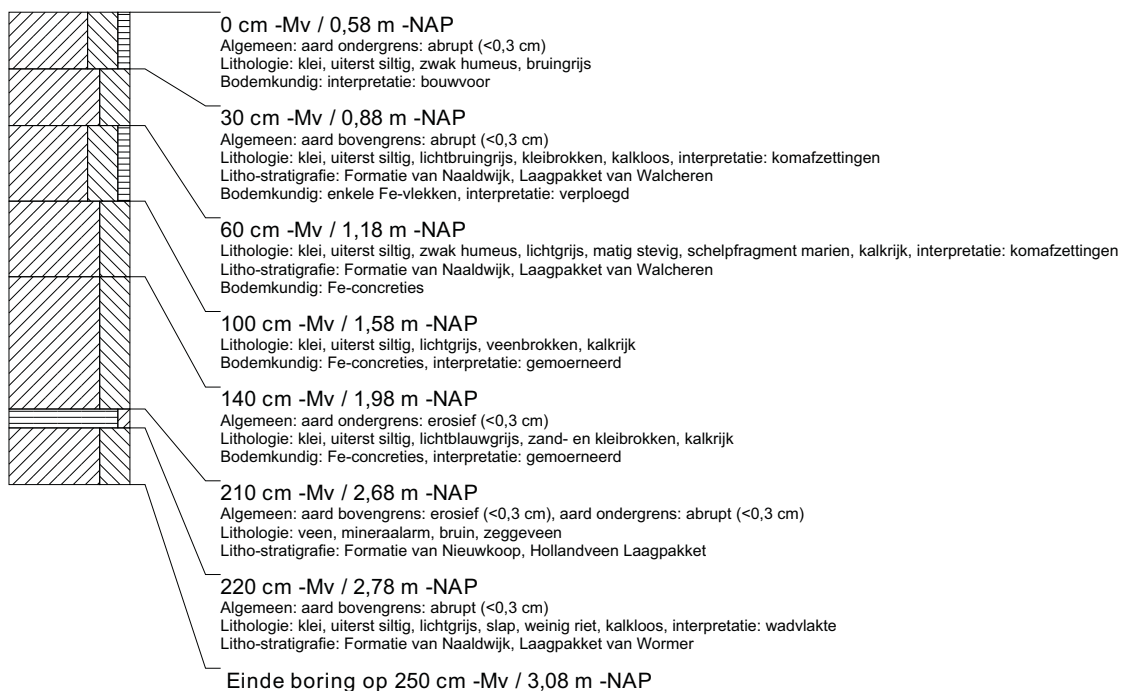 0 cm -Mv / 0,58 m -NAP
Algemeen: aard ondergrens: abrupt (<0,3 cm)
Lithologie: klei, uiterst siltig, zwak humeus, bruingrijs
Bodemkundig: interpretatie: bouwvoor
30 cm -Mv / 0,88 m -NAP
Algemeen: aard bovengrens: abrupt (<0,3 cm)
Lithologie: klei, uiterst siltig, lichtbruingrijs, kleibrokken, kalkloos, interpretatie: komafzettingen
Litho-stratigrafie: Formatie van Naaldwijk, Laagpakket van Walcheren
Bodemkundig: enkele Fe-vlekken, interpretatie: verploegd
60 cm -Mv / 1,18 m -NAP
Lithologie: klei, uiterst siltig, zwak humeus, lichtgrijs, matig stevig, schelpfragment marien, kalkrijk, interpretatie: komafzettingen
Litho-stratigrafie: Formatie van Naaldwijk, Laagpakket van Walcheren
Bodemkundig: Fe-concreties
100 cm -Mv / 1,58 m -NAP
Lithologie: klei, uiterst siltig, lichtgrijs, veenbrokken, kalkrijk
Bodemkundig: Fe-concreties, interpretatie: gemoerneerd
140 cm -Mv / 1,98 m -NAP
Algemeen: aard ondergrens: erosief (<0,3 cm)
Lithologie: klei, uiterst siltig, lichtblauwgrijs, zand- en kleibrokken, kalkrijk
Bodemkundig: Fe-concreties, interpretatie: gemoerneerd
210 cm -Mv / 2,68 m -NAP
Algemeen: aard bovengrens: erosief (<0,3 cm), aard ondergrens: abrupt (<0,3 cm)
Lithologie: veen, mineraalarm, bruin, zeggeveen
Litho-stratigrafie: Formatie van Nieuwkoop, Hollandveen Laagpakket
220 cm -Mv / 2,78 m -NAP
Algemeen: aard bovengrens: abrupt (<0,3 cm)
Lithologie: klei, uiterst siltig, lichtgrijs, slap, weinig riet, kalkloos, interpretatie: wadvlakte
Litho-stratigrafie: Formatie van Naaldwijk, Laagpakket van Wormer
Einde boring op 250 cm -Mv / 3,08 m -NAP